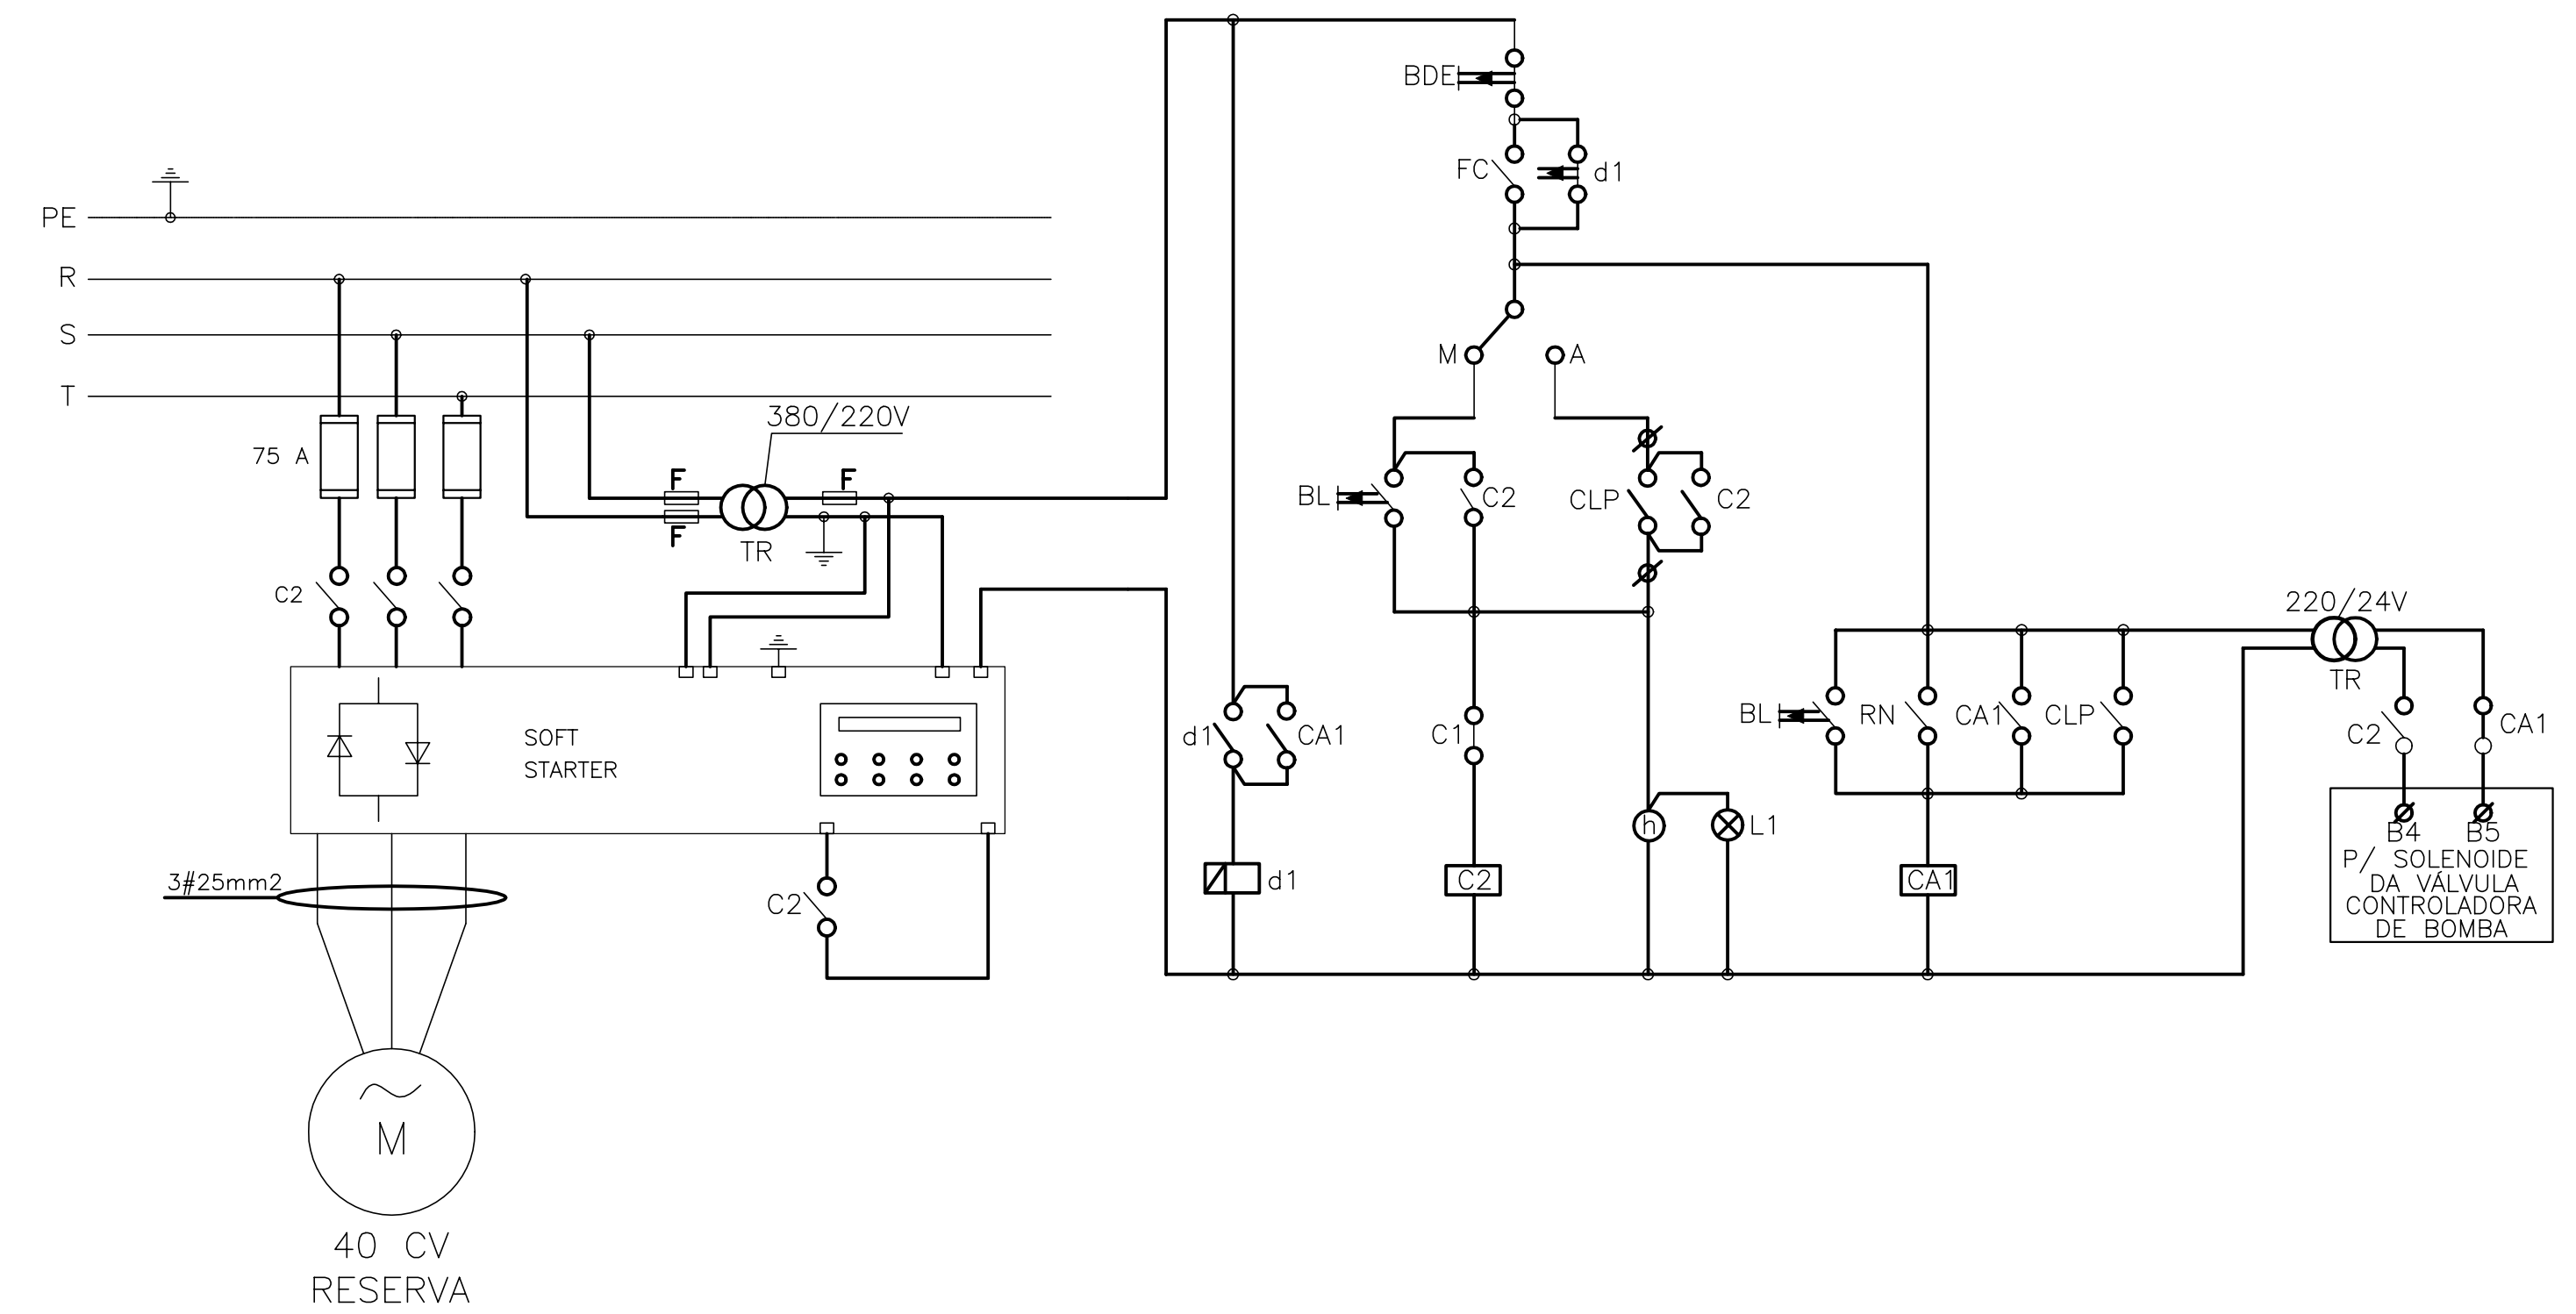 PE
R
S
T
75 A
C2
380/220V
F
F
F
TR
SOFT
STARTER
3#25mm2
C2
M
40 CV
RESERVA
BDE
FC
d1
M
A
BL
C2
CLP
C2
d1
CA1
C1
d1
C2
h
L1
BL
RN
CA1
CLP
CA1
220/24V
TR
C2
CA1
B4
B5
P/ SOLENOIDE
DA VÁLVULA
CONTROLADORA
DE BOMBA